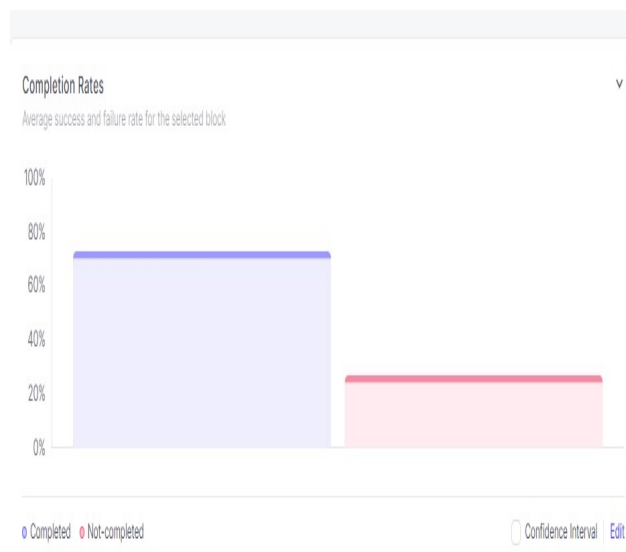 Completion Rates
Average success and failure rate for the selected block
100%
80%
60%
40%
20%
0%
Completed Not-completed Confidence Interval Edit